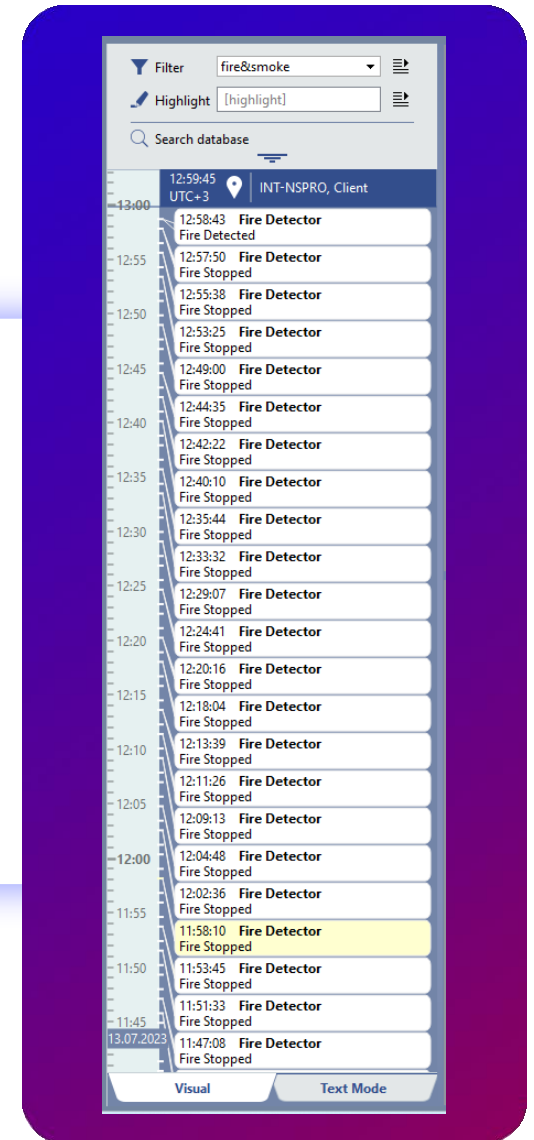 Filter fire&smoke
Highlight [highlight]
Search database
12:59:45
UTC+3
INT-NSPRO, Client
13:00
12:58:43 Fire Detector
Fire Detected
12:55
12:57:50 Fire Detector
Fire Stopped
12:55:38 Fire Detector
Fire Stopped
12:50
12:53:25 Fire Detector
Fire Stopped
12:45
12:49:00 Fire Detector
Fire Stopped
12:44:35 Fire Detector
Fire Stopped
12:40
12:42:22 Fire Detector
Fire Stopped
12:35
12:40:10 Fire Detector
Fire Stopped
12:35:44 Fire Detector
Fire Stopped
12:30
12:33:32 Fire Detector
Fire Stopped
12:25
12:29:07 Fire Detector
Fire Stopped
12:24:41 Fire Detector
Fire Stopped
12:20
12:20:16 Fire Detector
Fire Stopped
12:15
12:18:04 Fire Detector
Fire Stopped
12:13:39 Fire Detector
Fire Stopped
12:10
12:11:26 Fire Detector
Fire Stopped
12:05
12:09:13 Fire Detector
Fire Stopped
12:00
12:04:48 Fire Detector
Fire Stopped
12:02:36 Fire Detector
Fire Stopped
11:55
11:58:10 Fire Detector
Fire Stopped
11:50
11:53:45 Fire Detector
Fire Stopped
11:51:33 Fire Detector
Fire Stopped
11:45
13.07.2023
11:47:08 Fire Detector
Fire Stopped
Visual
Text Mode